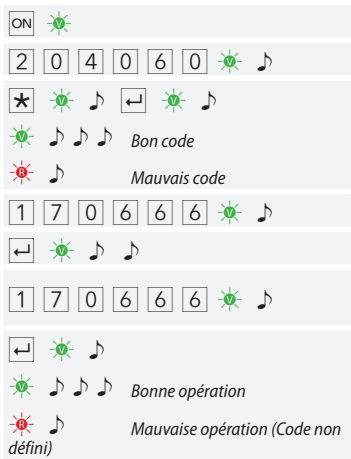 ON V
2 0 4 0 6 0 V ♪
* V ♪ ↵ V ♪
V ♪ ♪ ♪ Bon code
R ♪ Mauvais code
1 7 0 6 6 6 V ♪
↵ V ♪ ♪
1 7 0 6 6 6 V ♪
↵ V ♪
V ♪ ♪ ♪ Bonne opération
R ♪ Mauvaise opération (Code non
défini)